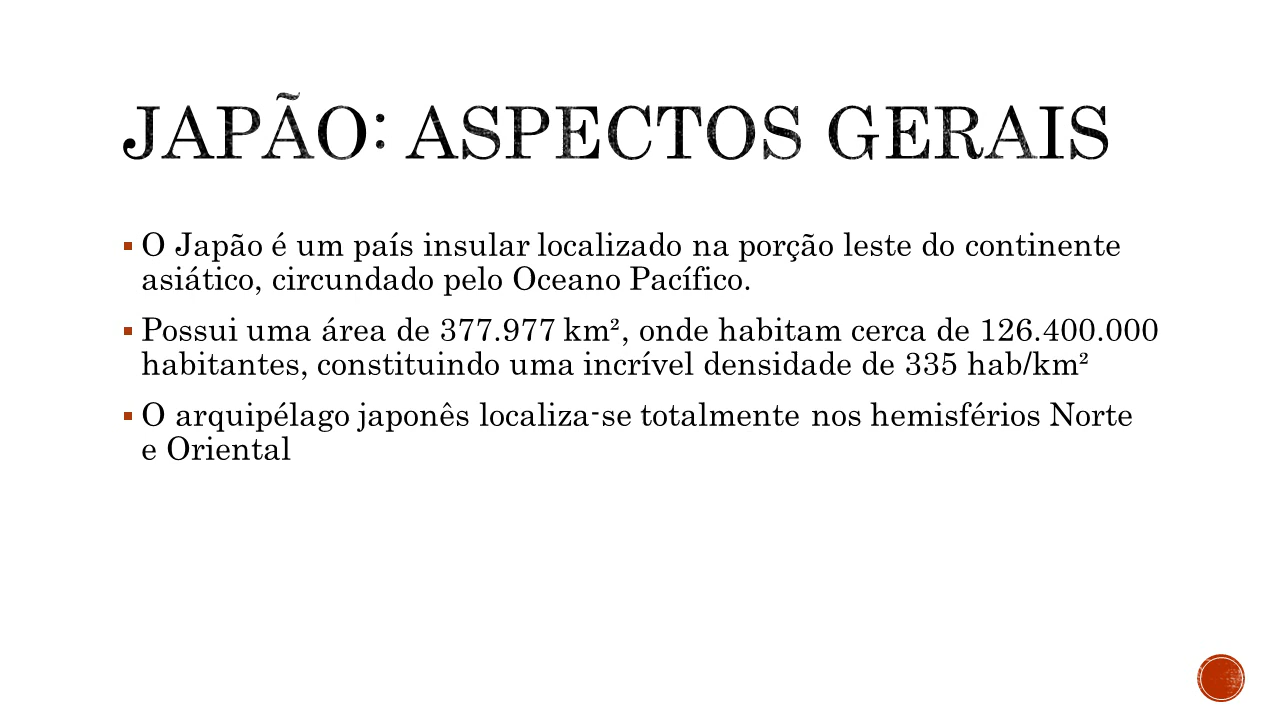 JAPÃO: ASPECTOS GERAIS
▪ O Japão é um país insular localizado na porção leste do continente
asiático, circundado pelo Oceano Pacífico.
▪ Possui uma área de 377.977 km², onde habitam cerca de 126.400.000
habitantes, constituindo uma incrível densidade de 335 hab/km²
▪ O arquipélago japonês localiza-se totalmente nos hemisférios Norte
e Oriental